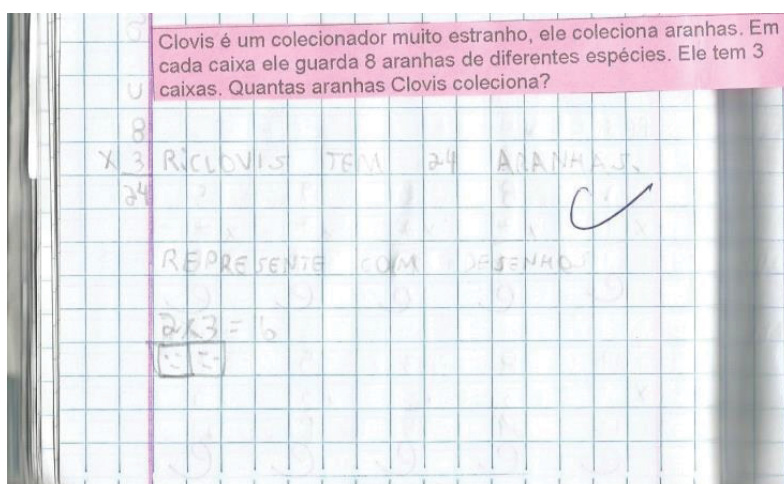 Clovis é um colecionador muito estranho, ele coleciona aranhas. Em
cada caixa ele guarda 8 aranhas de diferentes espécies. Ele tem 3
caixas. Quantas aranhas Clovis coleciona?
U
8
X 3 R:CLOVIS TEM 24 ARANHAS.
24
REPRESENTE COM DESENHO
2X3 = 6